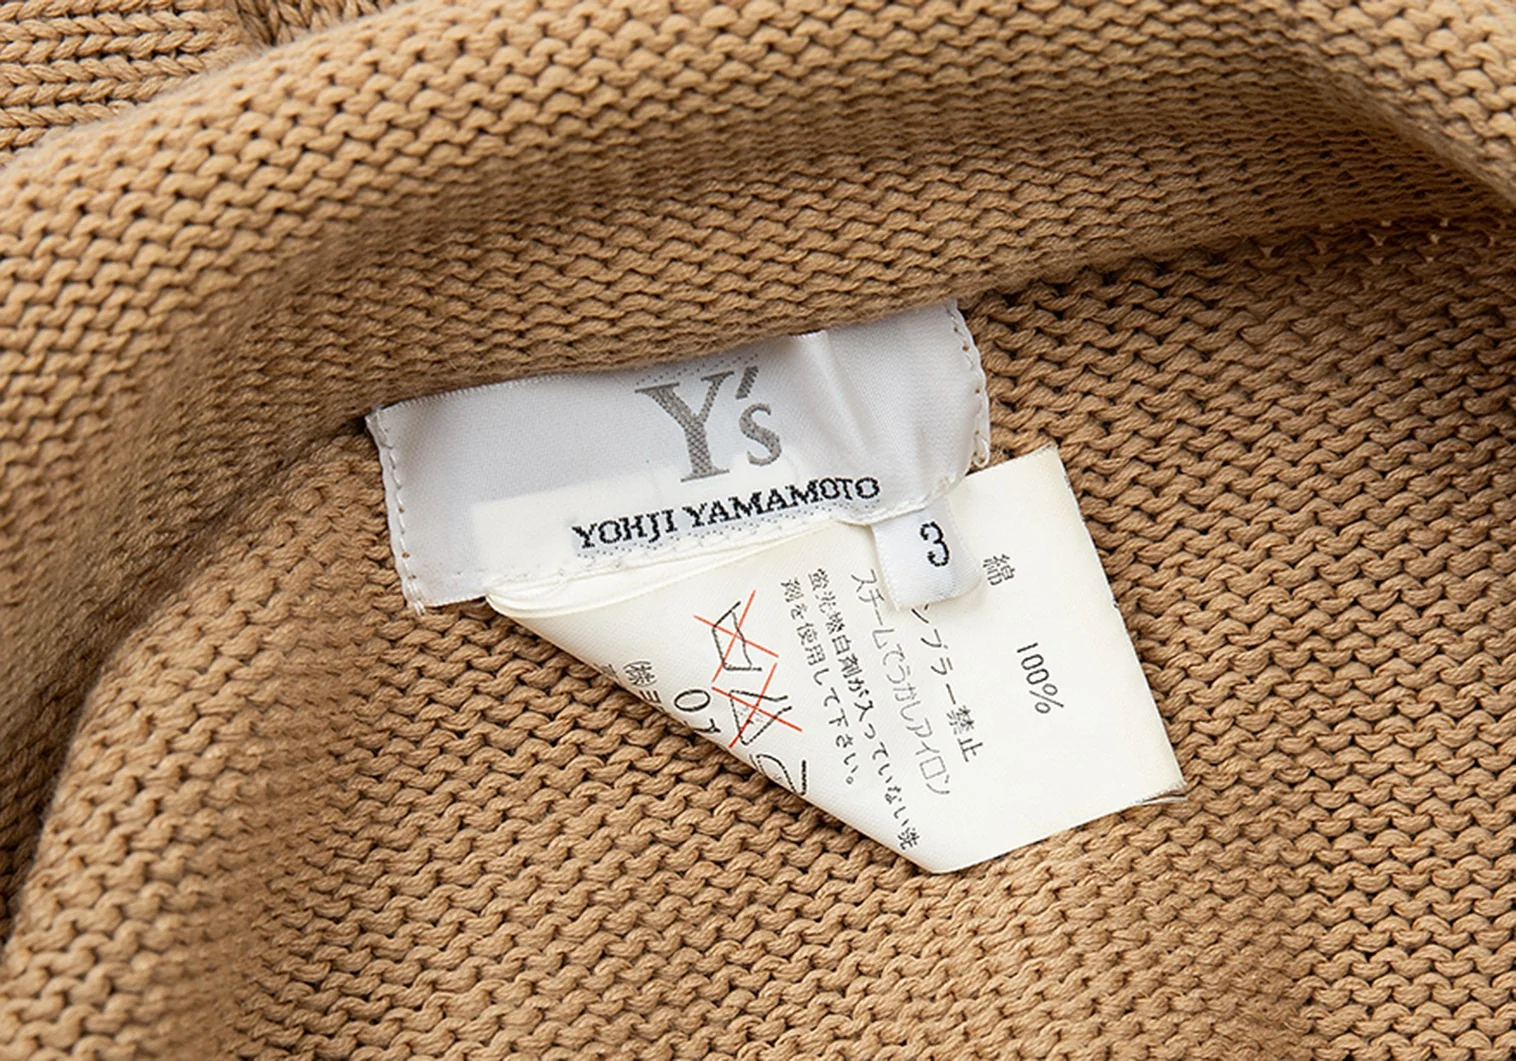 Y's
YOHJI YAMAMOTO
3
綿
100%
ンブラー禁止
スチームでうかしアイロン
蛍光増白剤が入っていない洗
剤を使用して下さい。
(株)